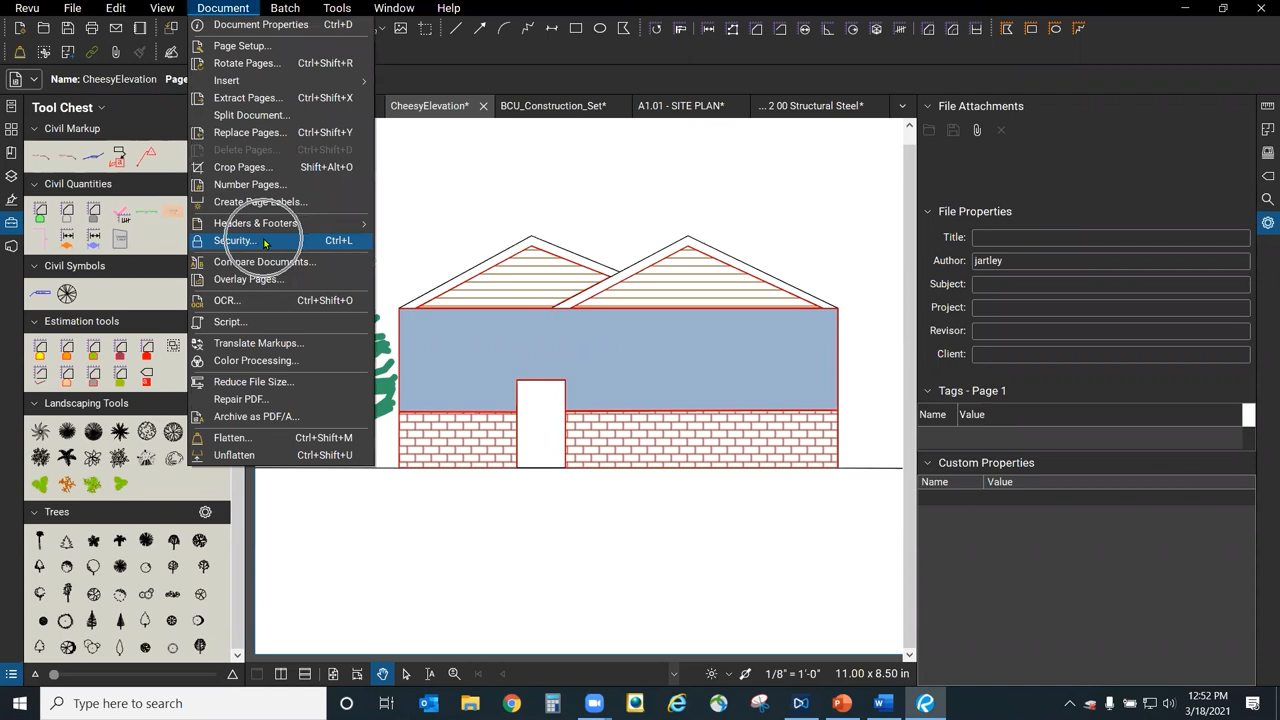 Revu File Edit View Document Batch Tools Window Help
Document Properties Ctrl+D
Page Setup...
Rotate Pages... Ctrl+Shift+R
Insert
Extract Pages... Ctrl+Shift+X
Split Document...
Replace Pages... Ctrl+Shift+Y
Delete Pages... Ctrl+Shift+D
Crop Pages... Shift+Alt+O
Number Pages...
Create Page Labels...
Headers & Footers
Security... Ctrl+L
Compare Documents...
Overlay Pages...
OCR... Ctrl+Shift+O
Script...
Translate Markups...
Color Processing...
Reduce File Size...
Repair PDF...
Archive as PDF/A...
Flatten... Ctrl+Shift+M
Unflatten Ctrl+Shift+U
Name: CheesyElevation Page
Tool Chest
Civil Markup
Civil Quantities
Civil Symbols
Estimation tools
Landscaping Tools
Trees
CheesyElevation* BCU_Construction_Set* A1.01 - SITE PLAN* ... 2 00 Structural Steel*
File Attachments
File Properties
Title:
Author: jartley
Subject:
Project:
Revisor:
Client:
Tags - Page 1
Name Value
Custom Properties
Name Value
1/8" = 1'-0" 11.00 x 8.50 in
Type here to search
12:52 PM
3/18/2021